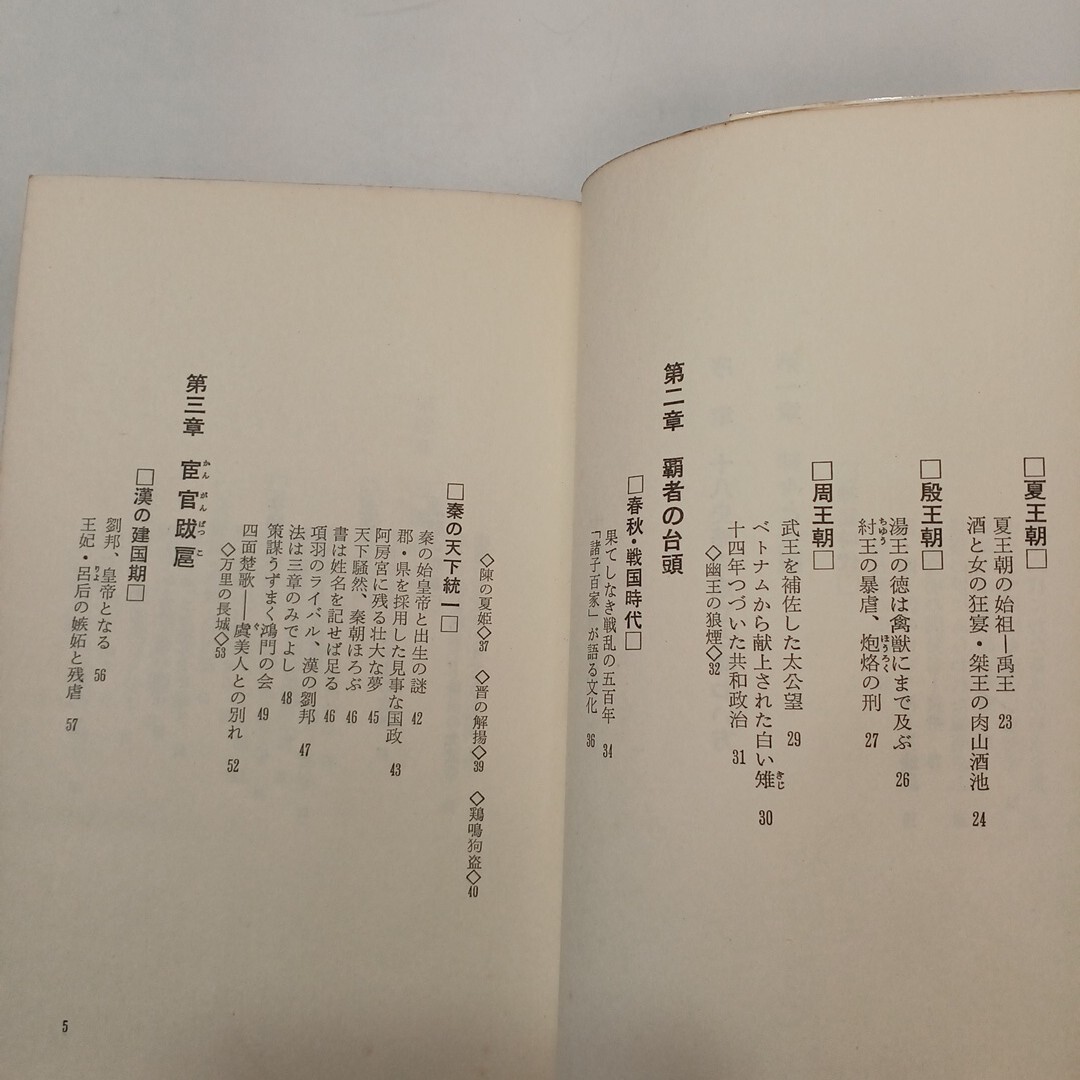 □夏王朝□
夏王朝の始祖―禹王 23
酒と女の狂宴・桀王の肉山酒池 24
□殷王朝□
湯王の徳は禽獣にまで及ぶ 26
紂王の暴虐、炮烙の刑 27
□周王朝□
武王を補佐した太公望 29
ベトナムから献上された白い雉 30
十四年つづいた共和政治 31
◇幽王の狼煙◇32
第二章 覇者の台頭
□春秋・戦国時代□
果てしなき戦乱の五百年 34
「諸子百家」が語る文化 36
◇陳の夏姫◇37 ◇晋の解揚◇39 ◇鶏鳴狗盗◇40
□秦の天下統一□
秦の始皇帝と出生の謎 42
郡・県を採用した見事な国政 43
阿房宮に残る壮大な夢 45
天下騒然、秦朝ほろぶ 46
書は姓名を記せば足る 46
項羽のライバル、漢の劉邦 47
法は三章のみでよし 48
策謀うずまく鴻門の会 49
四面楚歌――虞美人との別れ 52
◇万里の長城◇53
第三章 宦官跋扈
□漢の建国期□
劉邦、皇帝となる 56
王妃・呂后の嫉妬と残虐 57
5